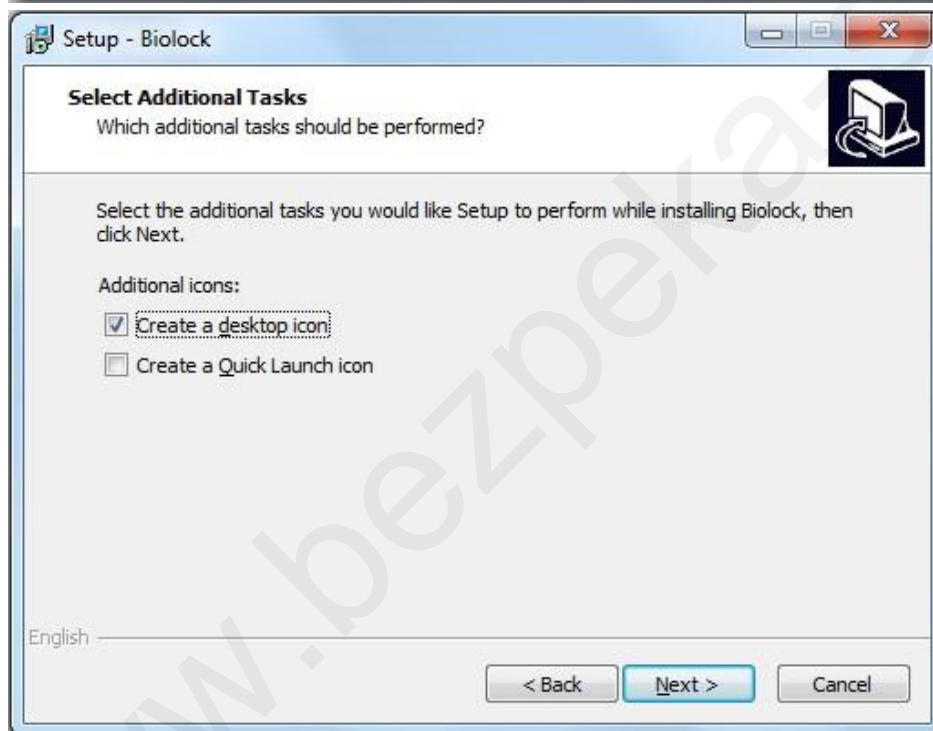 Setup - Biolock
Select Additional Tasks
Which additional tasks should be performed?
Select the additional tasks you would like Setup to perform while installing Biolock, then
click Next.
Additional icons:
Create a desktop icon
Create a Quick Launch icon
English
< Back Next > Cancel
w.bezpeka-